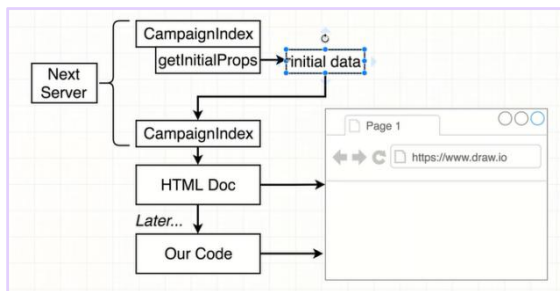 CampaignIndex
getInitialProps
initial data
Next
Server
CampaignIndex
HTML Doc
Later...
Our Code
Page 1
https://www.draw.io